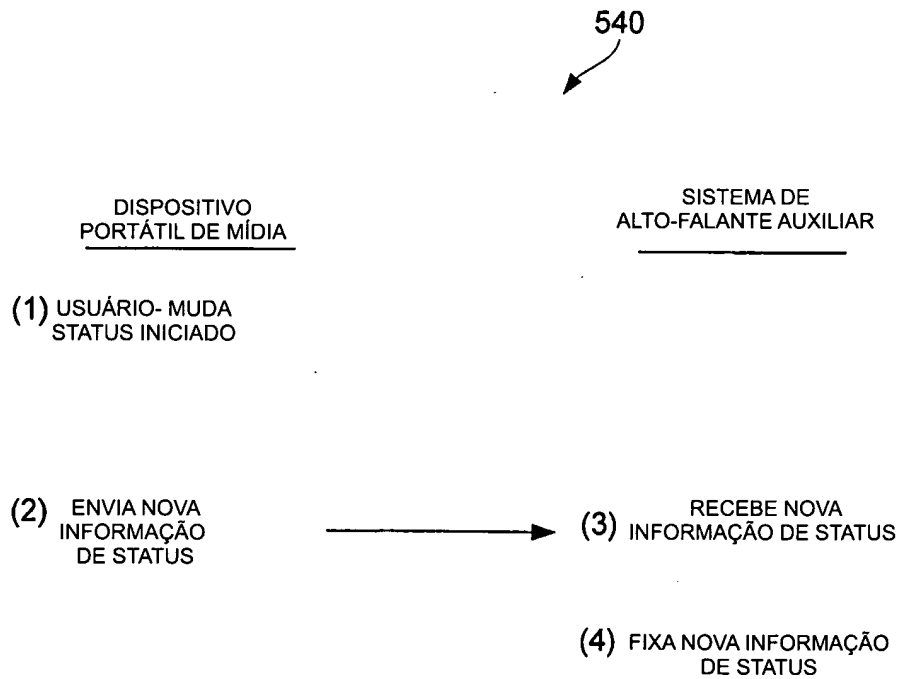 540
DISPOSITIVO
PORTÁTIL DE MÍDIA
SISTEMA DE
ALTO-FALANTE AUXILIAR
(1) USUÁRIO- MUDA
STATUS INICIADO
(2) ENVIA NOVA
INFORMAÇÃO
DE STATUS
(3) RECEBE NOVA
INFORMAÇÃO DE STATUS
(4) FIXA NOVA INFORMAÇÃO
DE STATUS